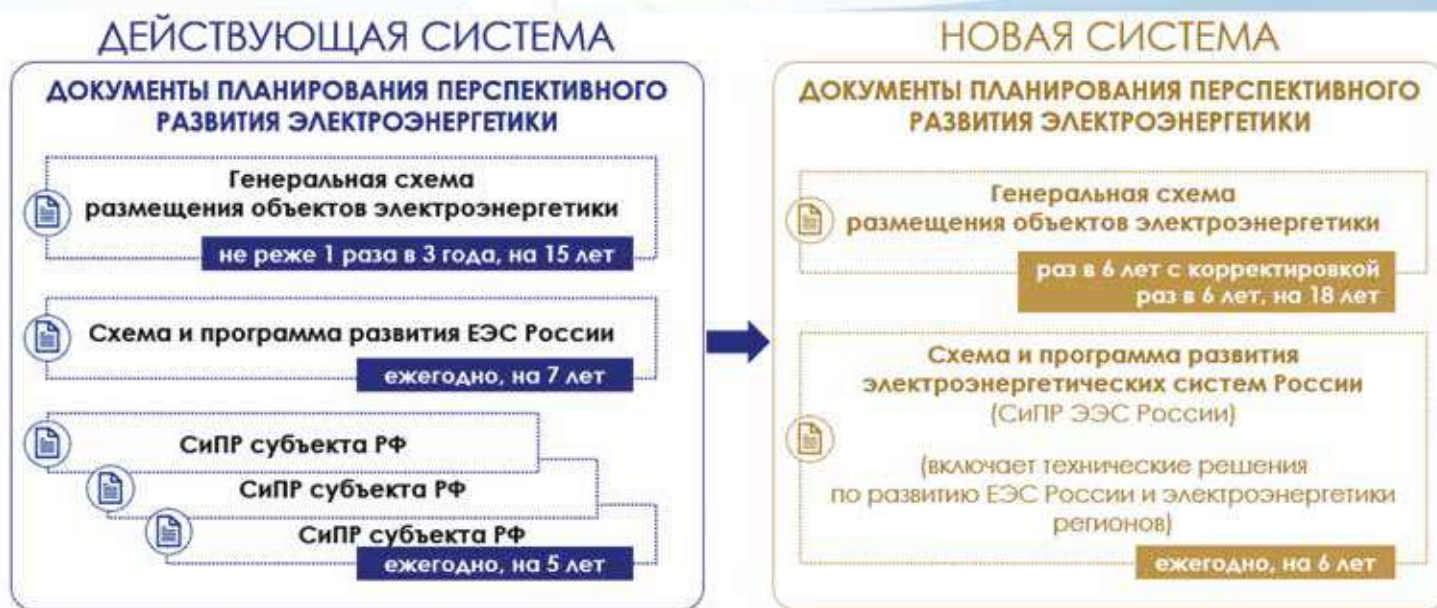 ДЕЙСТВУЮЩАЯ СИСТЕМА
ДОКУМЕНТЫ ПЛАНИРОВАНИЯ ПЕРСПЕКТИВНОГО
РАЗВИТИЯ ЭЛЕКТРОЭНЕРГЕТИКИ
Генеральная схема
размещения объектов электроэнергетики
не реже 1 раза в 3 года, на 15 лет
Схема и программа развития ЕЭС России
ежегодно, на 7 лет
СиПР субъекта РФ
СиПР субъекта РФ
СиПР субъекта РФ
ежегодно, на 5 лет
НОВАЯ СИСТЕМА
ДОКУМЕНТЫ ПЛАНИРОВАНИЯ ПЕРСПЕКТИВНОГО
РАЗВИТИЯ ЭЛЕКТРОЭНЕРГЕТИКИ
Генеральная схема
размещения объектов электроэнергетики
раз в 6 лет с корректировкой
раз в 6 лет, на 18 лет
Схема и программа развития
электроэнергетических систем России
(СиПР ЭЭС России)
(включает технические решения
по развитию ЕЭС России и электроэнергетики
регионов)
ежегодно, на 6 лет